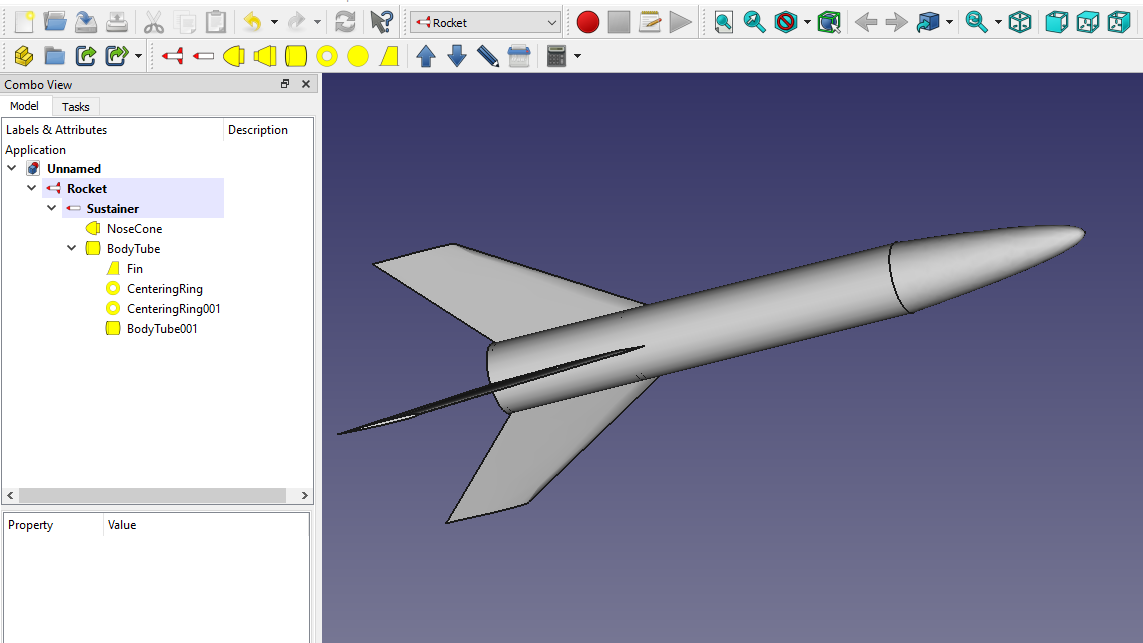 Rocket
Combo View
Model Tasks
Labels & Attributes Description
Application
Unnamed
Rocket
Sustainer
NoseCone
BodyTube
Fin
CenteringRing
CenteringRing001
BodyTube001
Property Value